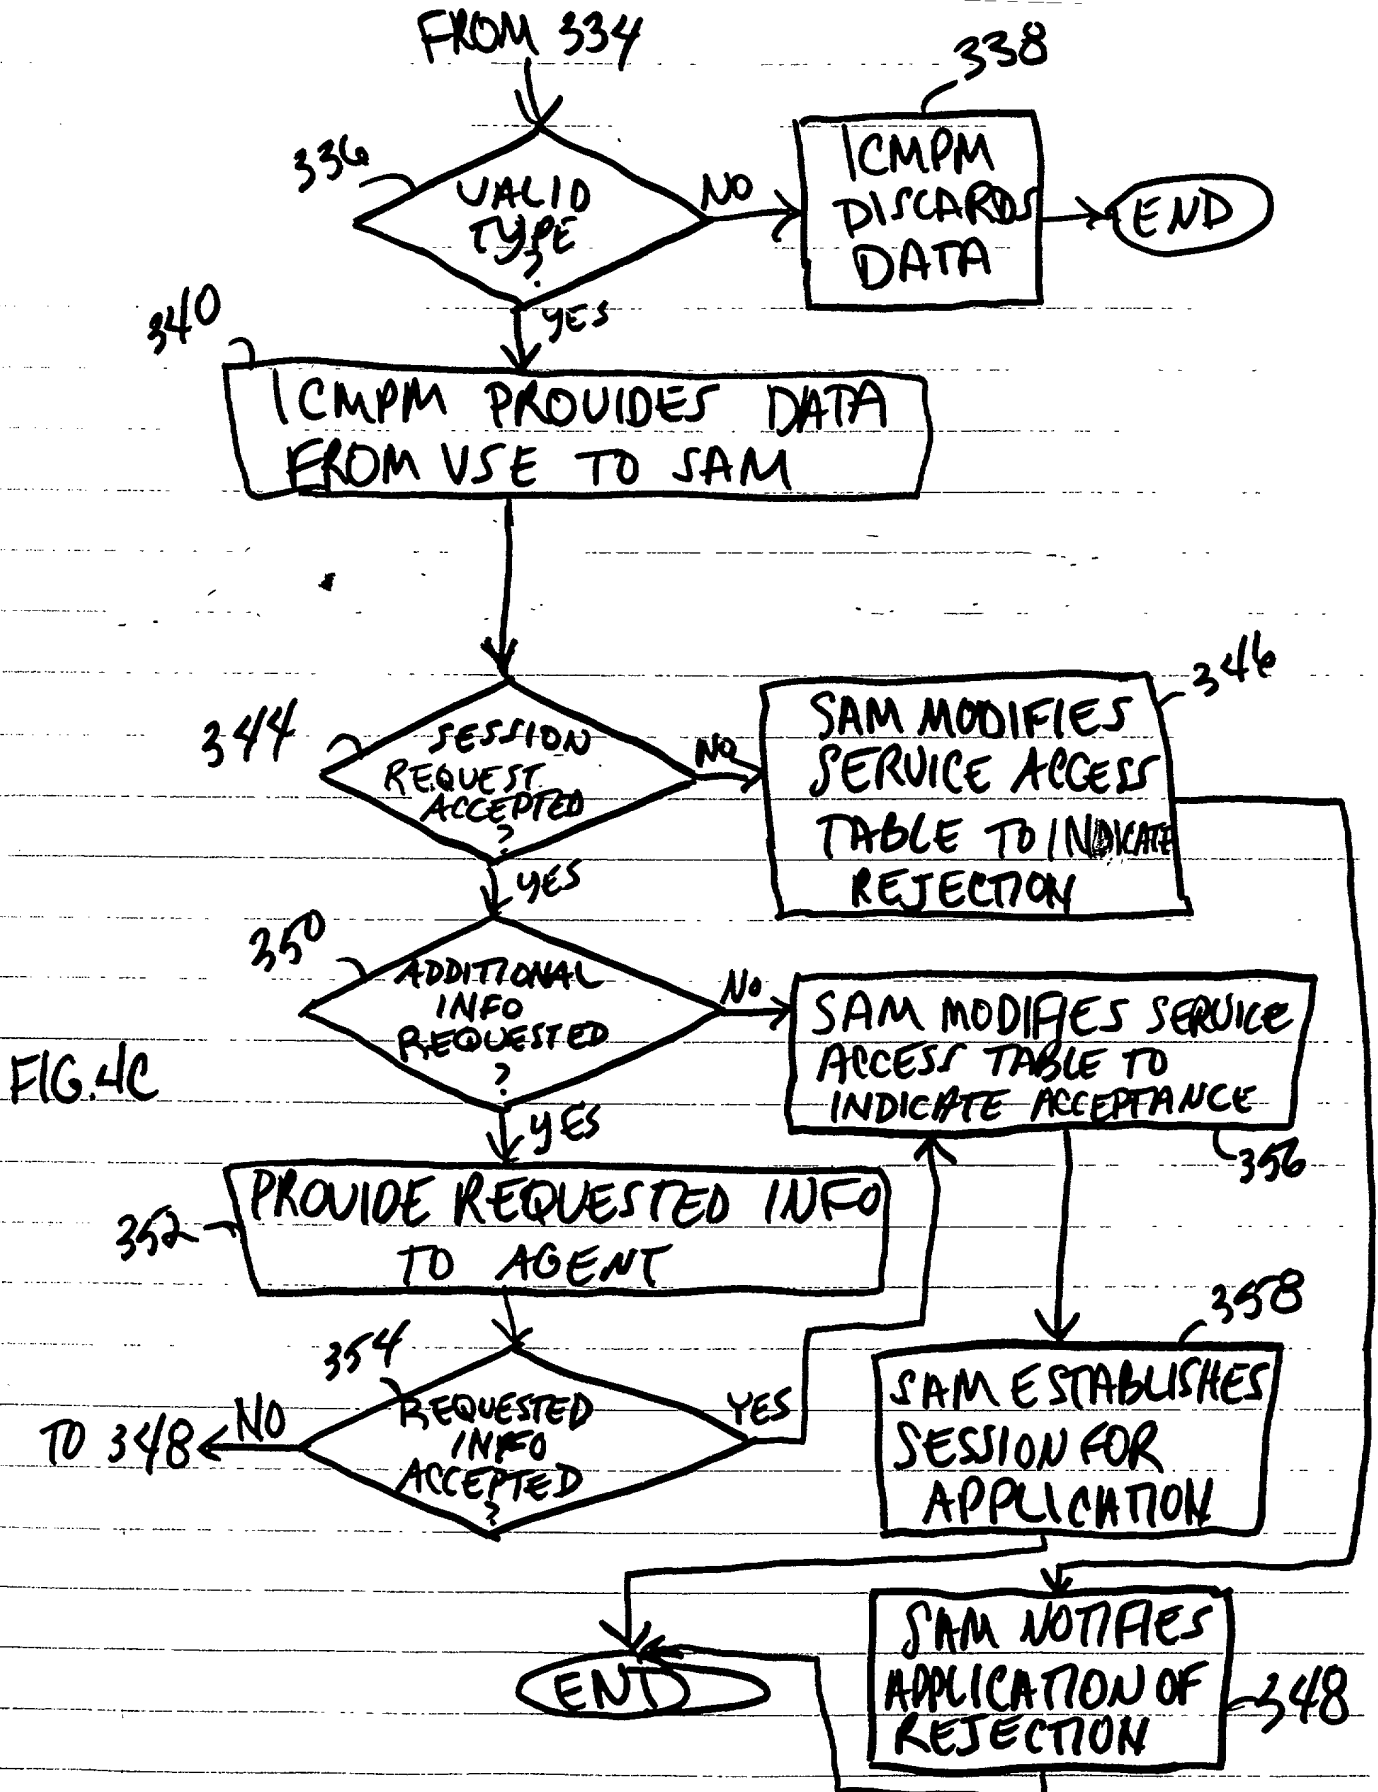 FROM 334
338
336
VALID
TYPE
?
NO
ICMPM
DISCARDS
DATA
END
YES
340
ICMPM PROVIDES DATA
FROM VSE TO SAM
344
SESSION
REQUEST
ACCEPTED
?
NO
346
SAM MODIFIES
SERVICE ACCESS
TABLE TO INDICATE
REJECTION
YES
350
ADDITIONAL
INFO
REQUESTED
?
NO
SAM MODIFIES SERVICE
ACCESS TABLE TO
INDICATE ACCEPTANCE
356
FIG. 4C
YES
352
PROVIDE REQUESTED INFO
TO AGENT
354
REQUESTED
INFO
ACCEPTED
?
NO
TO 348
YES
358
SAM ESTABLISHES
SESSION FOR
APPLICATION
END
SAM NOTIFIES
APPLICATION OF
REJECTION
348